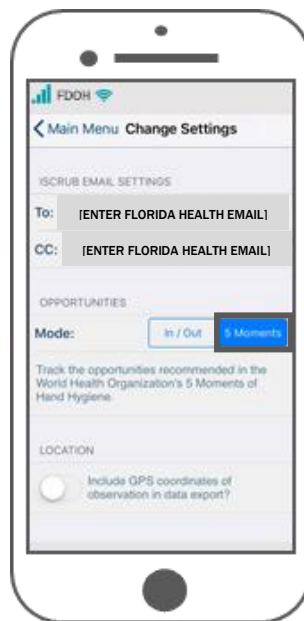 FDOH
Main Menu Change Settings
ISCRUB EMAIL SETTINGS
To: [ENTER FLORIDA HEALTH EMAIL]
CC: [ENTER FLORIDA HEALTH EMAIL]
OPPORTUNITIES
Mode: In / Out 5 Moments
Track the opportunities recommended in the
World Health Organization's 5 Moments of
Hand Hygiene.
LOCATION
Include GPS coordinates of
observation in data export?